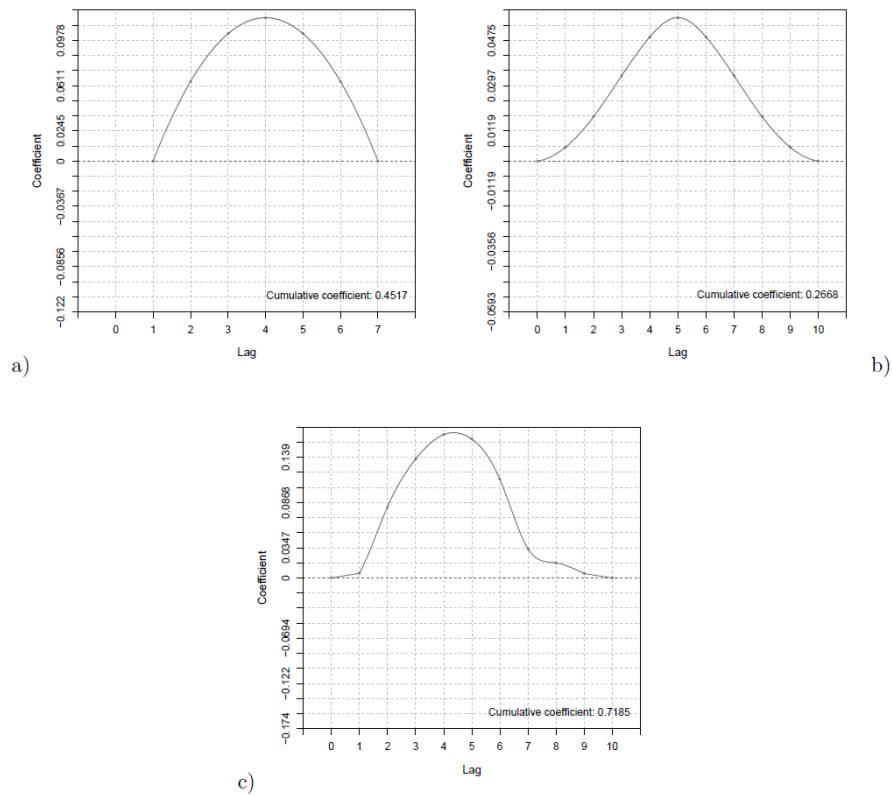 0.0978
0.0611
0.0245
0
−0.0367
−0.0856
−0.122
Coefficient
Cumulative coefficient: 0.4517
0 1 2 3 4 5 6 7
Lag
a)
0.0475
0.0297
0.0119
0
−0.0119
−0.0356
−0.0593
Coefficient
Cumulative coefficient: 0.2668
0 1 2 3 4 5 6 7 8 9 10
Lag
b)
0.139
0.0868
0.0347
0
−0.0694
−0.122
−0.174
Coefficient
Cumulative coefficient: 0.7185
0 1 2 3 4 5 6 7 8 9 10
Lag
c)